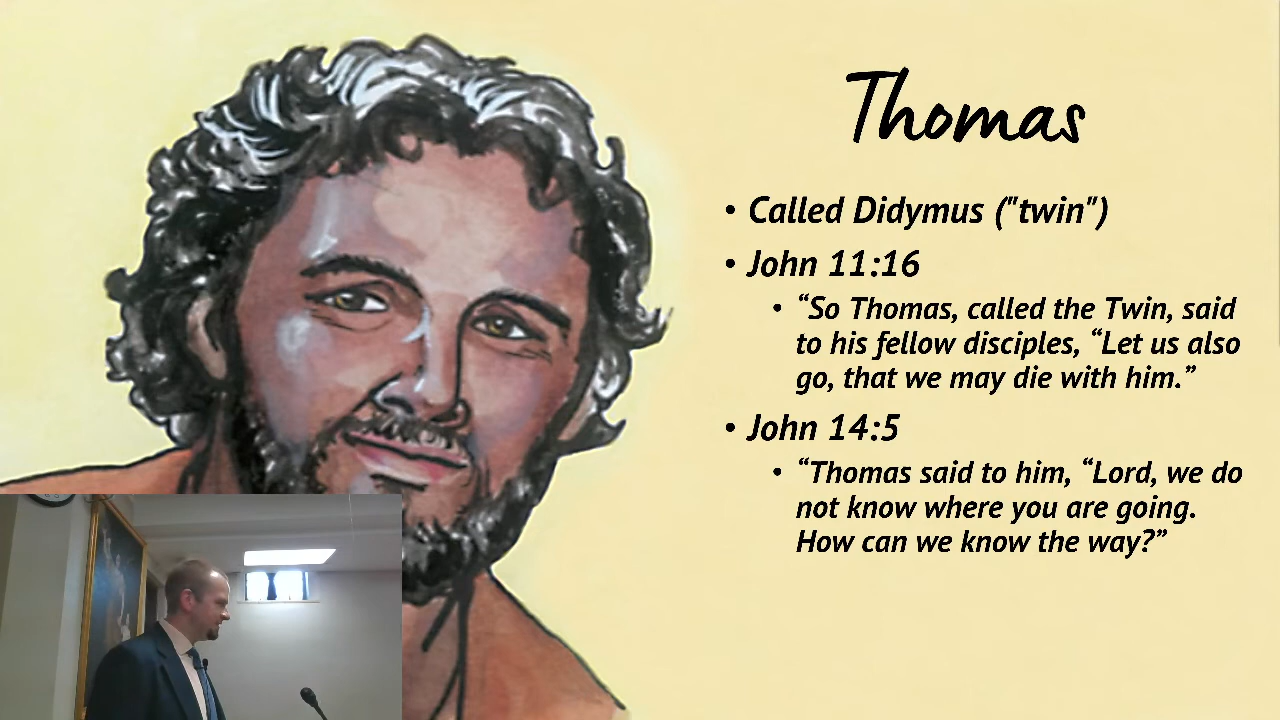 Thomas
• Called Didymus ("twin")
• John 11:16
• “So Thomas, called the Twin, said
to his fellow disciples, “Let us also
go, that we may die with him.”
• John 14:5
• “Thomas said to him, “Lord, we do
not know where you are going.
How can we know the way?”